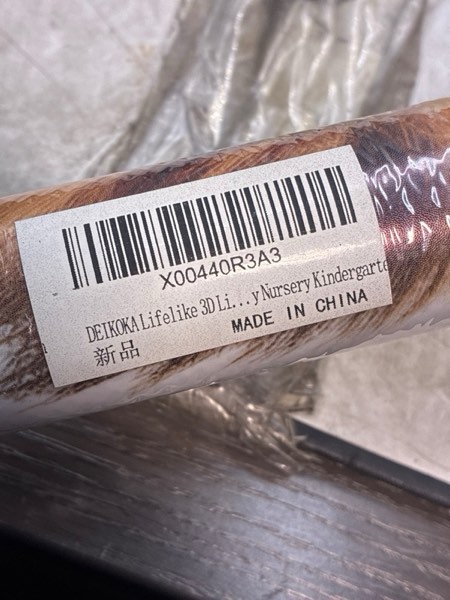 X00440R3A3
DEIKOKA Lifelike 3D Li...y Nursery Kindergarte
新品
MADE IN CHINA